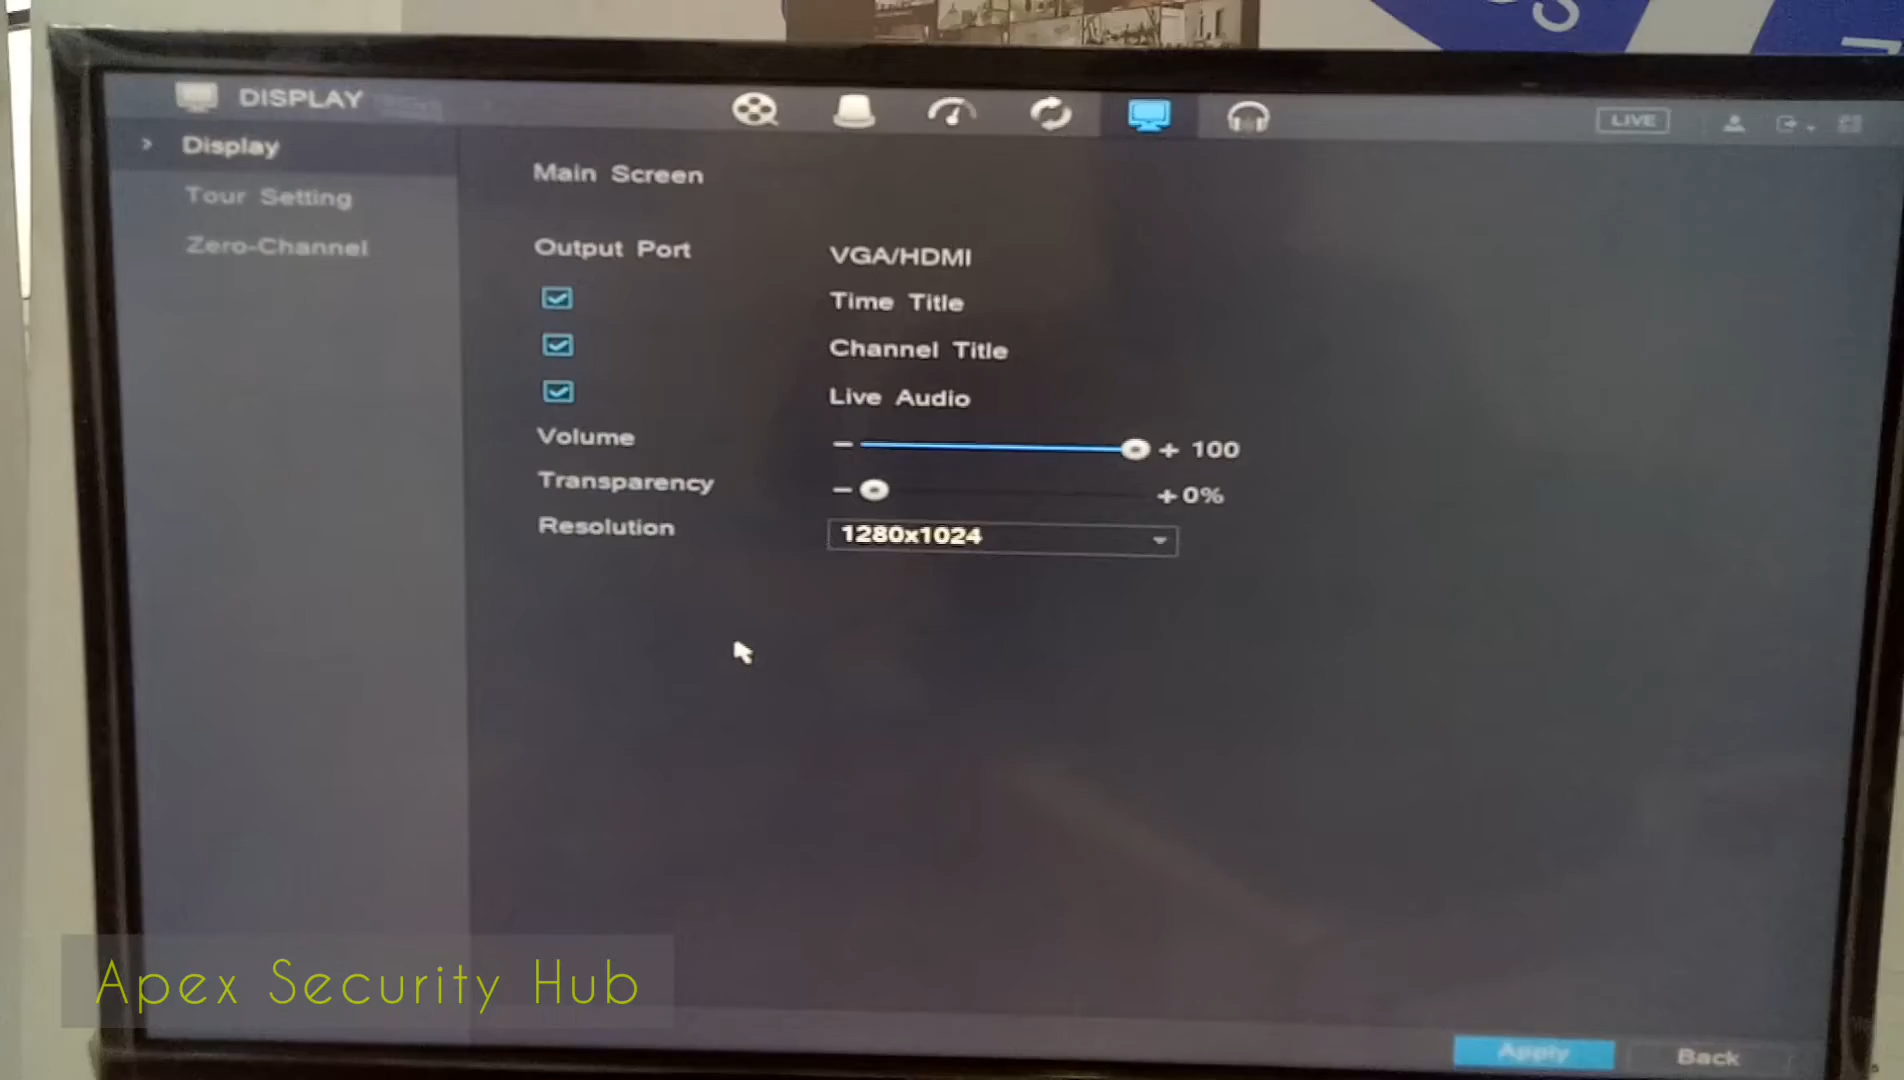 DISPLAY
LIVE
Display
Tour Setting
Zero-Channel
Main Screen
Output Port
VGA/HDMI
Time Title
Channel Title
Live Audio
Volume
100
Transparency
0%
Resolution
1280x1024
Apex Security Hub
Apply
Back